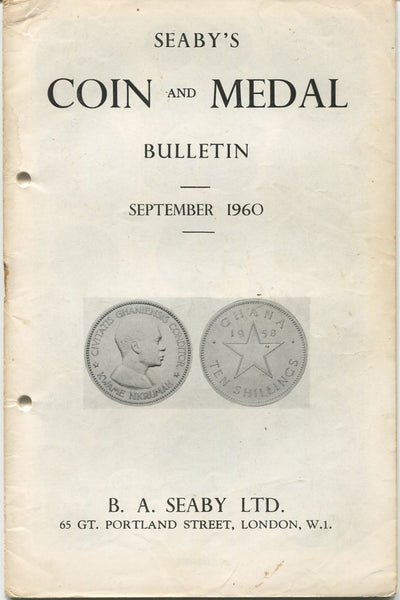 SEABY'S
COIN AND MEDAL
BULLETIN
SEPTEMBER 1960
CIVITATIS GHANIENSIS CONDITOR
KWAME NKRUMAH
GHANA
1958
TEN SHILLINGS
B. A. SEABY LTD.
65 GT. PORTLAND STREET, LONDON, W.1.